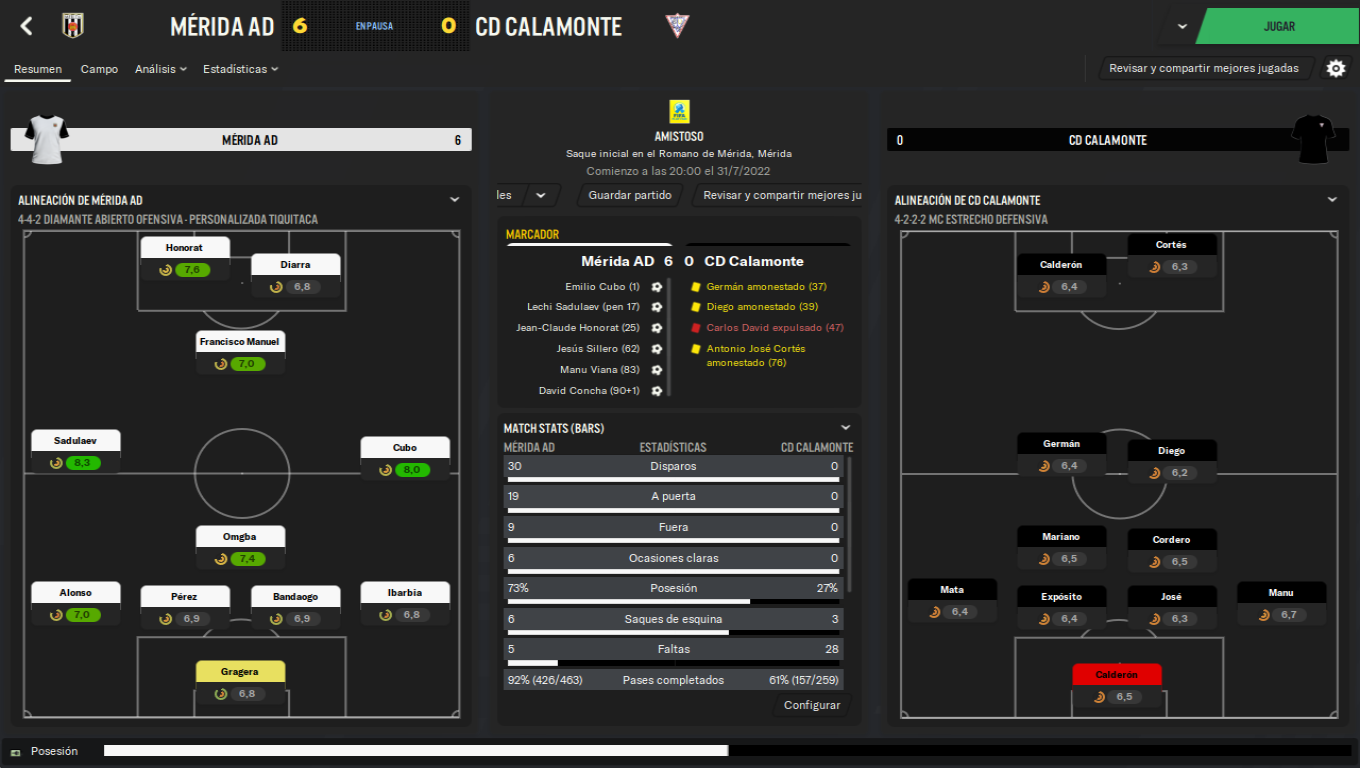 MÉRIDA AD 6 EN PAUSA 0 CD CALAMONTE
JUGAR
Resumen Campo Análisis Estadísticas
Revisar y compartir mejores jugadas
MÉRIDA AD 6
ALINEACIÓN DE MÉRIDA AD
4-4-2 DIAMANTE ABIERTO OFENSIVA - PERSONALIZADA TIQUITACA
Honorat
7,6
Diarra
6,8
Francisco Manuel
7,0
Sadulaev
8,3
Cubo
8,0
Omgba
7,4
Alonso
7,0
Pérez
6,9
Bandaogo
6,9
Ibarbia
6,8
Gragera
6,8
FIFA
AMISTOSO
Saque inicial en el Romano de Mérida, Mérida
Comienzo a las 20:00 el 31/7/2022
les Guardar partido Revisar y compartir mejores ju
MARCADOR
Mérida AD 6 0 CD Calamonte
Emilio Cubo (1)
Lechi Sadulaev (pen 17)
Jean-Claude Honorat (25)
Jesús Sillero (62)
Manu Viana (83)
David Concha (90+1)
Germán amonestado (37)
Diego amonestado (39)
Carlos David expulsado (47)
Antonio José Cortés
amonestado (76)
MATCH STATS (BARS)
MÉRIDA AD ESTADÍSTICAS CD CALAMONTE
30 Disparos 0
19 A puerta 0
9 Fuera 0
6 Ocasiones claras 0
73% Posesión 27%
6 Saques de esquina 3
5 Faltas 28
92% (426/463) Pases completados 61% (157/259)
Configurar
0 CD CALAMONTE
ALINEACIÓN DE CD CALAMONTE
4-2-2-2 MC ESTRECHO DEFENSIVA
Cortés
6,3
Calderón
6,4
Germán
6,4
Diego
6,2
Mariano
6,5
Cordero
6,5
Mata
6,4
Expósito
6,4
José
6,3
Manu
6,7
Calderón
6,5
Posesión